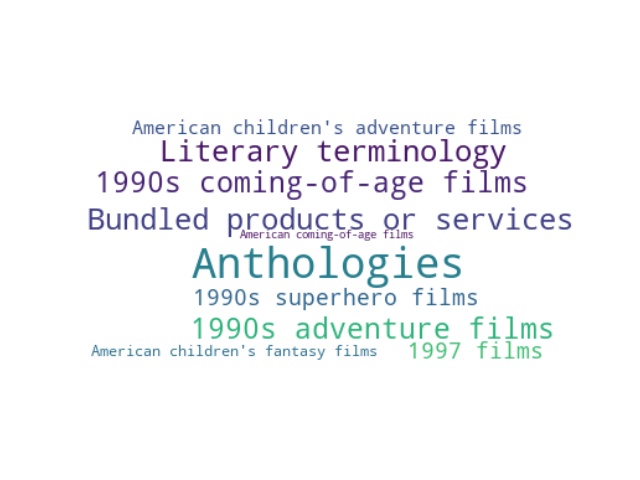 American children's adventure films
Literary terminology
1990s coming-of-age films
Bundled products or services
American coming-of-age films
Anthologies
1990s superhero films
1990s adventure films
American children's fantasy films
1997 films